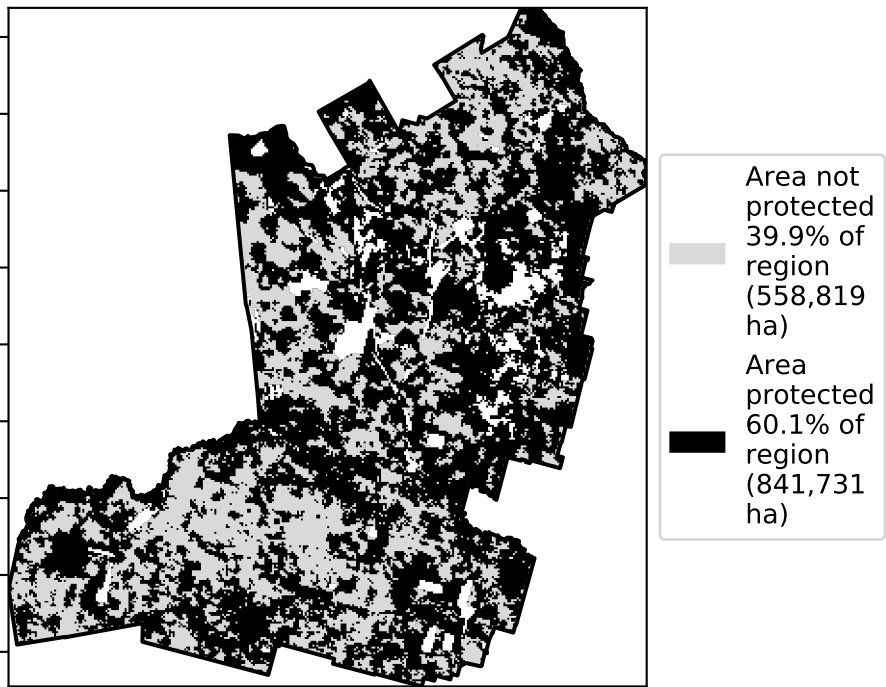 Area not
protected
39.9% of
region
(558,819
ha)
Area
protected
60.1% of
region
(841,731
ha)